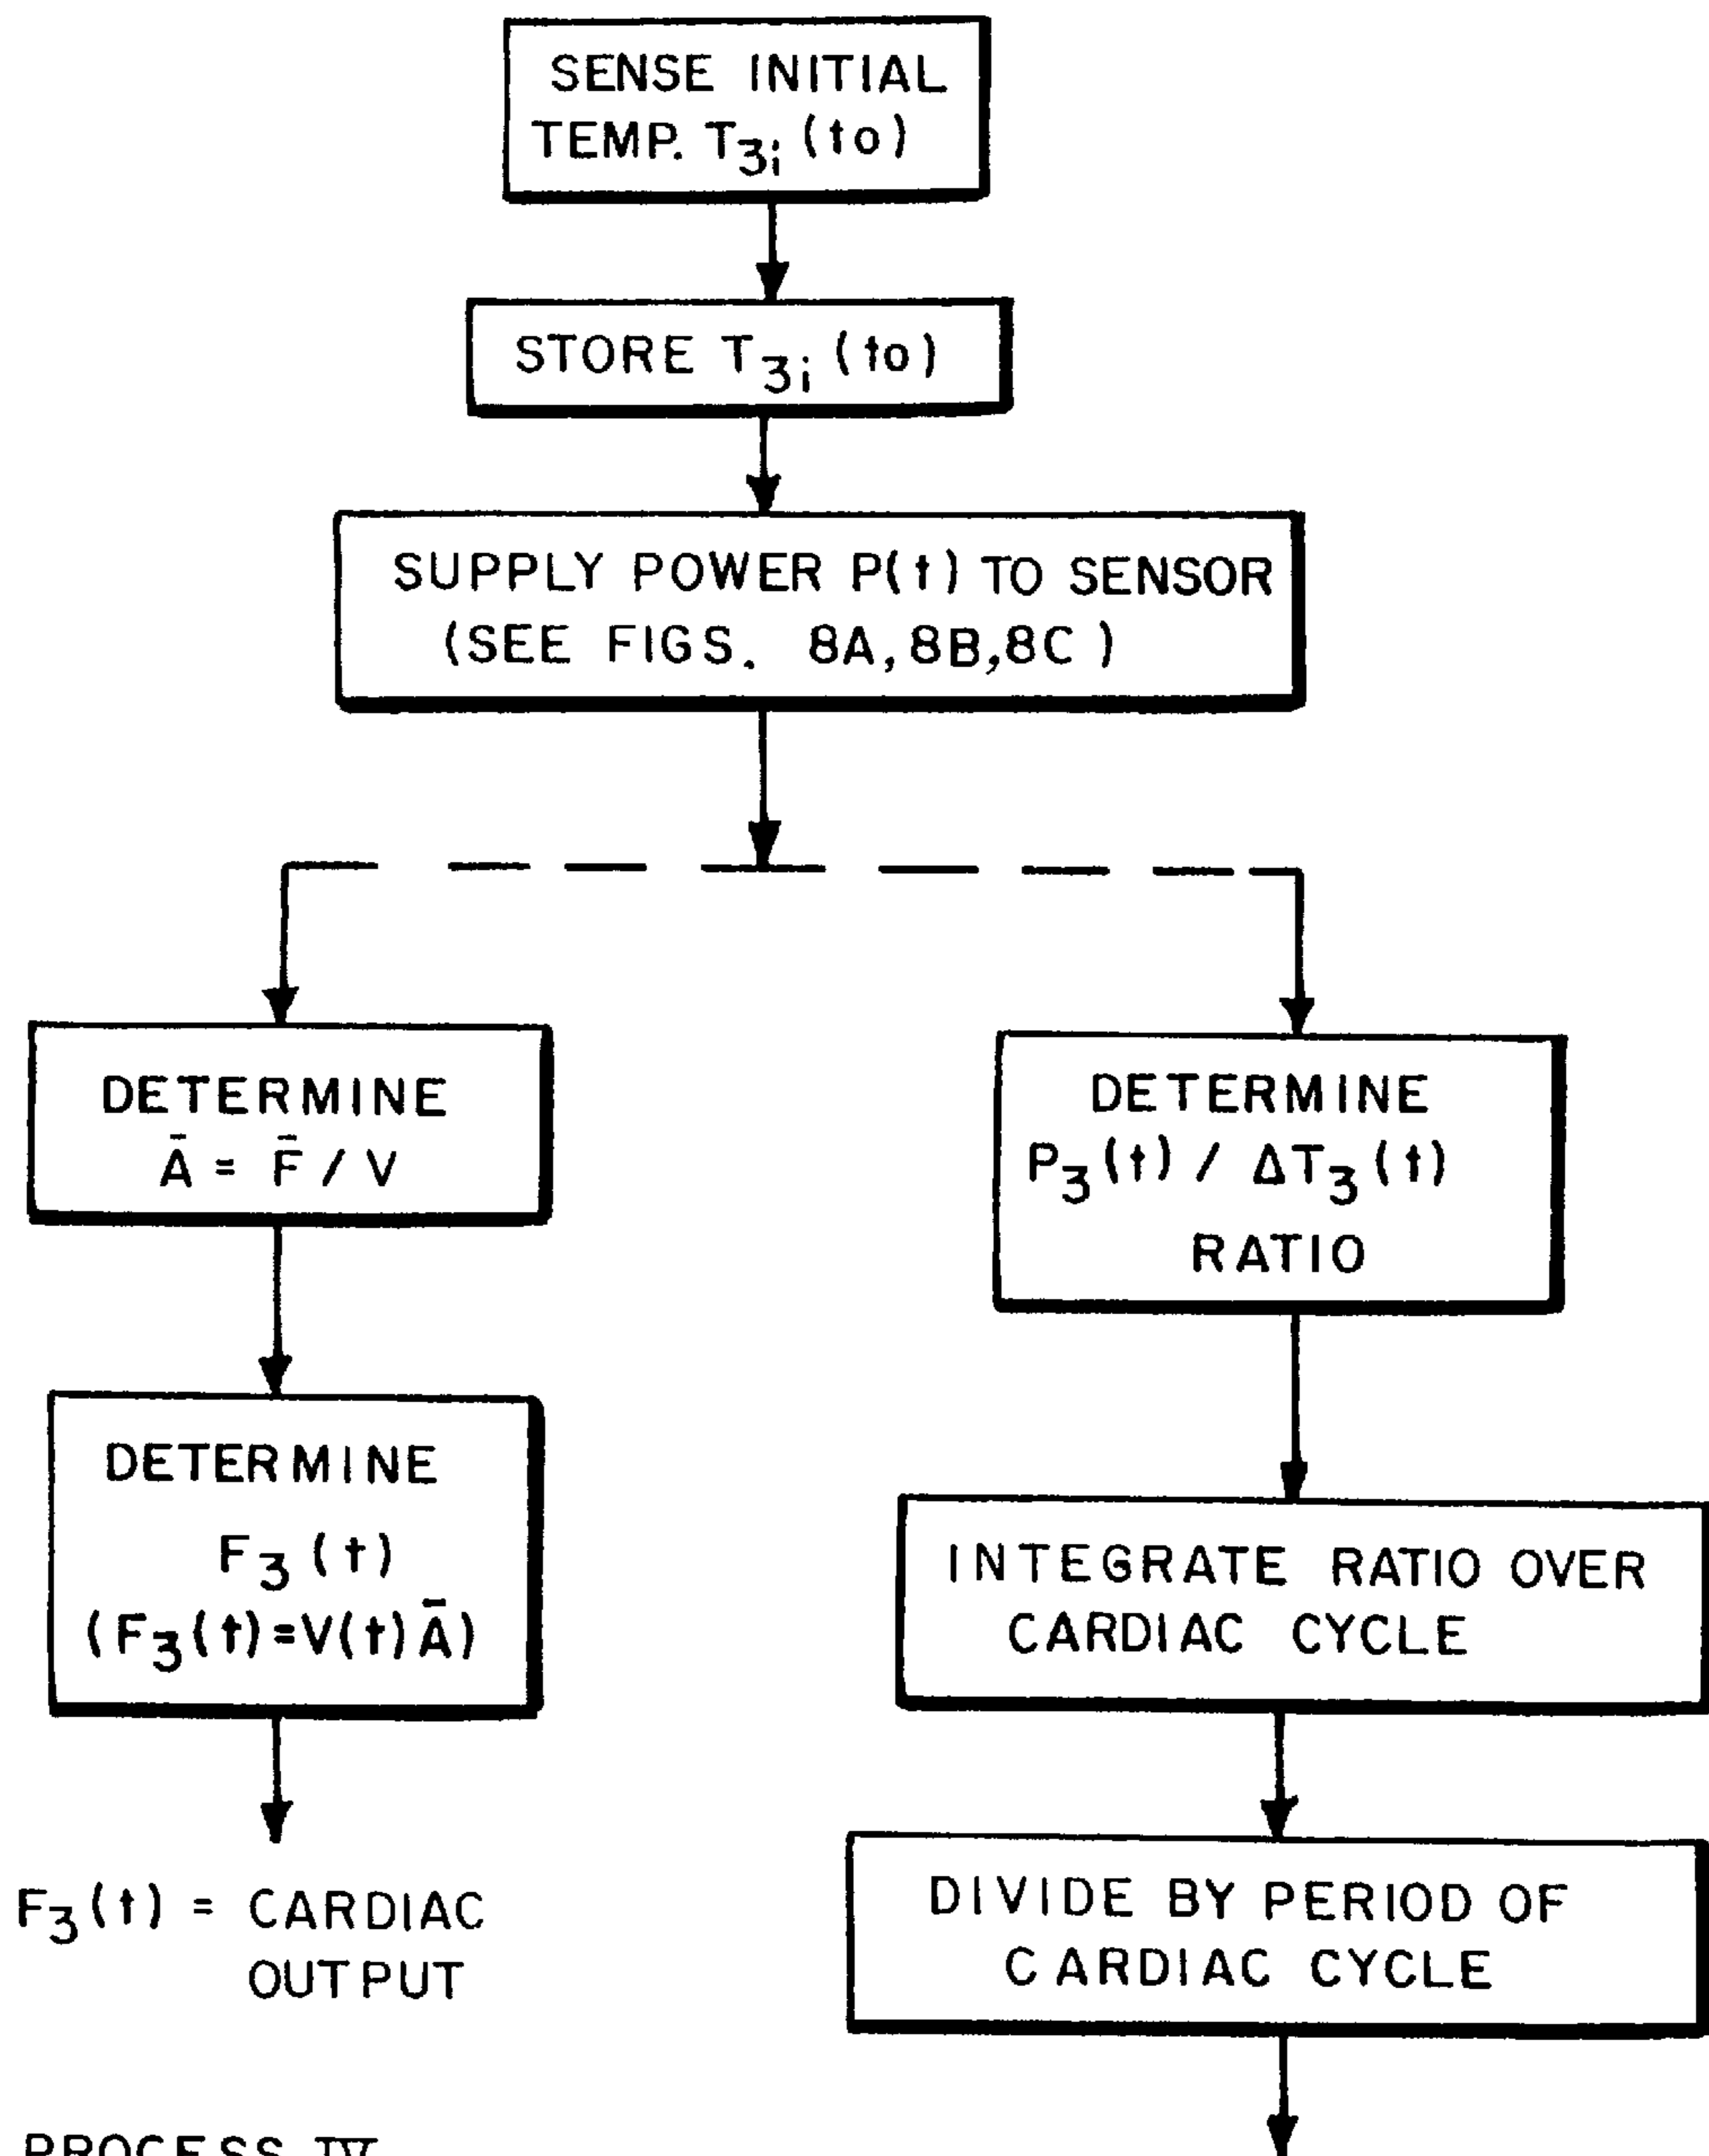 SENSE INITIAL
TEMP. T3i (to)
STORE T3i (to)
SUPPLY POWER P(t) TO SENSOR
(SEE FIGS. 8A, 8B, 8C )
DETERMINE
Ā = F̄ / V
DETERMINE
F3 (t)
(F3(t)=V(t) Ā)
F3(t) = CARDIAC
OUTPUT
DETERMINE
P3(t) / ΔT3(t)
RATIO
INTEGRATE RATIO OVER
CARDIAC CYCLE
DIVIDE BY PERIOD OF
CARDIAC CYCLE
PROCESS IV